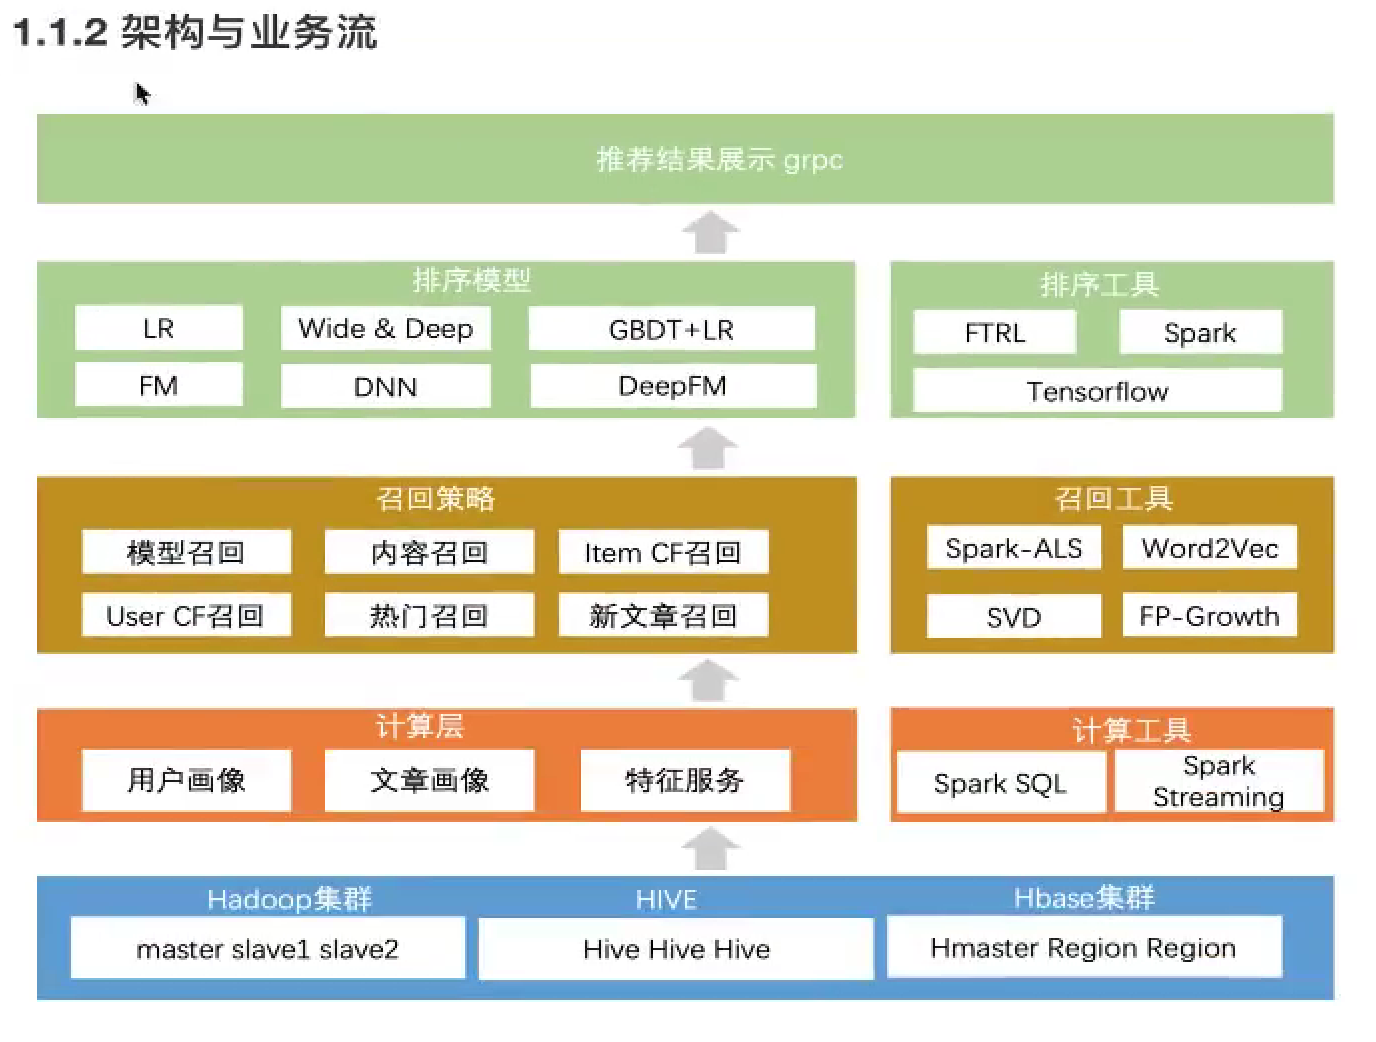 1.1.2 架构与业务流
推荐结果展示 grpc
排序模型
LR
Wide & Deep
GBDT+LR
FM
DNN
DeepFM
排序工具
FTRL
Spark
Tensorflow
召回策略
模型召回
内容召回
Item CF召回
User CF召回
热门召回
新文章召回
召回工具
Spark-ALS
Word2Vec
SVD
FP-Growth
计算层
用户画像
文章画像
特征服务
计算工具
Spark SQL
Spark
Streaming
Hadoop集群
HIVE
Hbase集群
master slave1 slave2
Hive Hive Hive
Hmaster Region Region